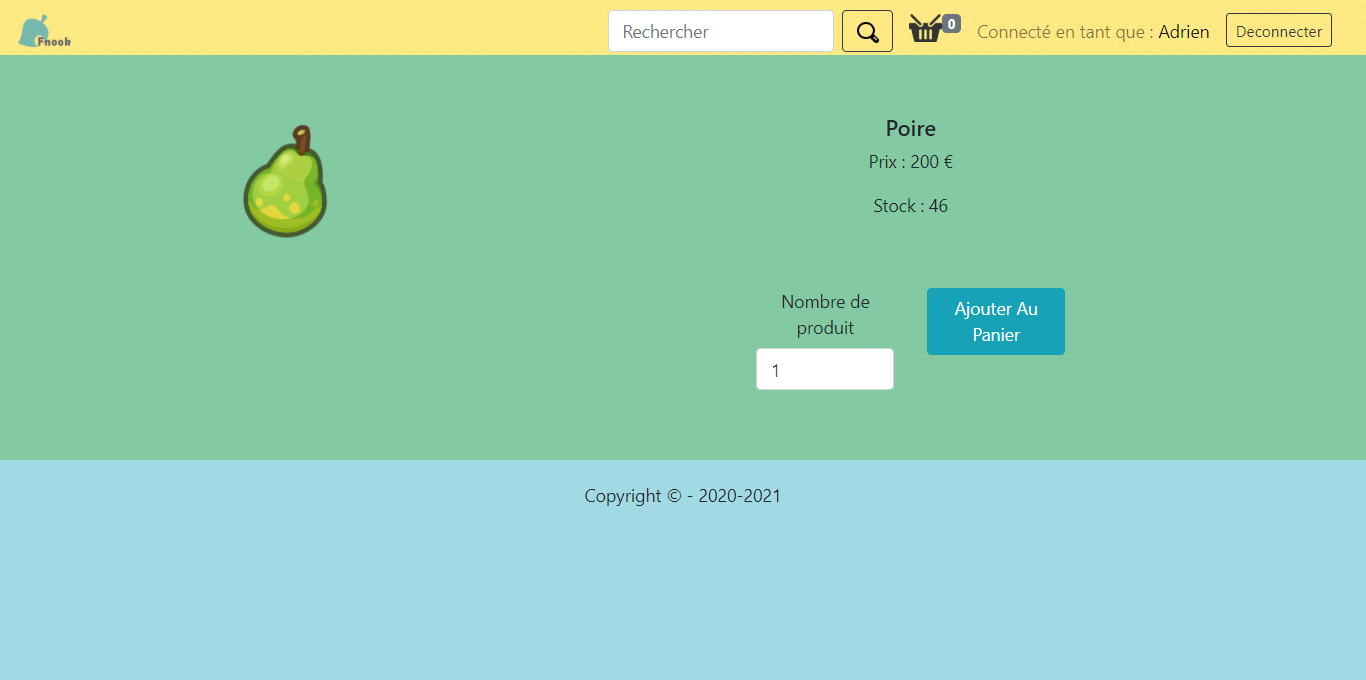 Fnook
Rechercher
0
Connecté en tant que : Adrien
Deconnecter
Poire
Prix : 200 €
Stock : 46
Nombre de
produit
1
Ajouter Au
Panier
Copyright © - 2020-2021